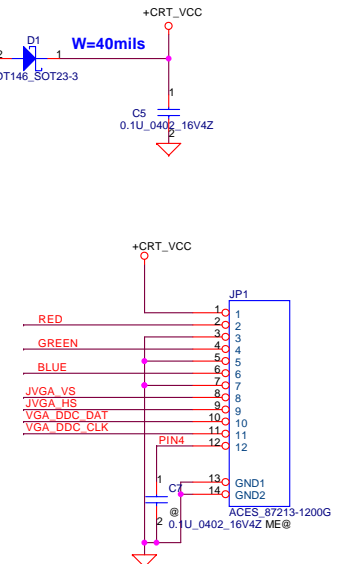 +CRT_VCC
D1
W=40mils
2
1
DT146_SOT23-3
1
C5
0.1U_0402_16V4Z
2
+CRT_VCC
JP1
1 1
RED 2 2
3 3
GREEN 4 4
5 5
BLUE 6 6
7 7
JVGA_VS 8 8
JVGA_HS 9 9
VGA_DDC_DAT 10 10
VGA_DDC_CLK 11 11
PIN4 12 12
1
C7
13 GND1
14 GND2
@
ACES_87213-1200G
2 0.1U_0402_16V4Z ME@